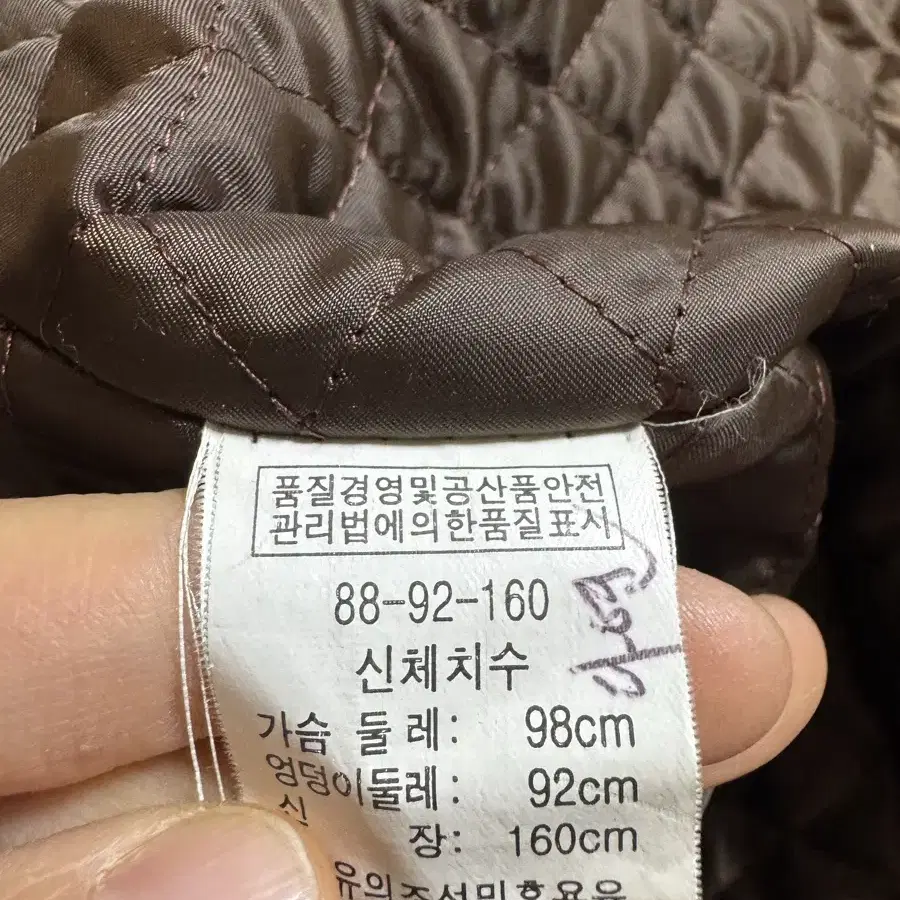 품질경영및공산품안전
관리법에의한품질표시
88-92-160
신체치수
가슴 둘 레: 98cm
엉덩이둘레: 92cm
신 장: 160cm